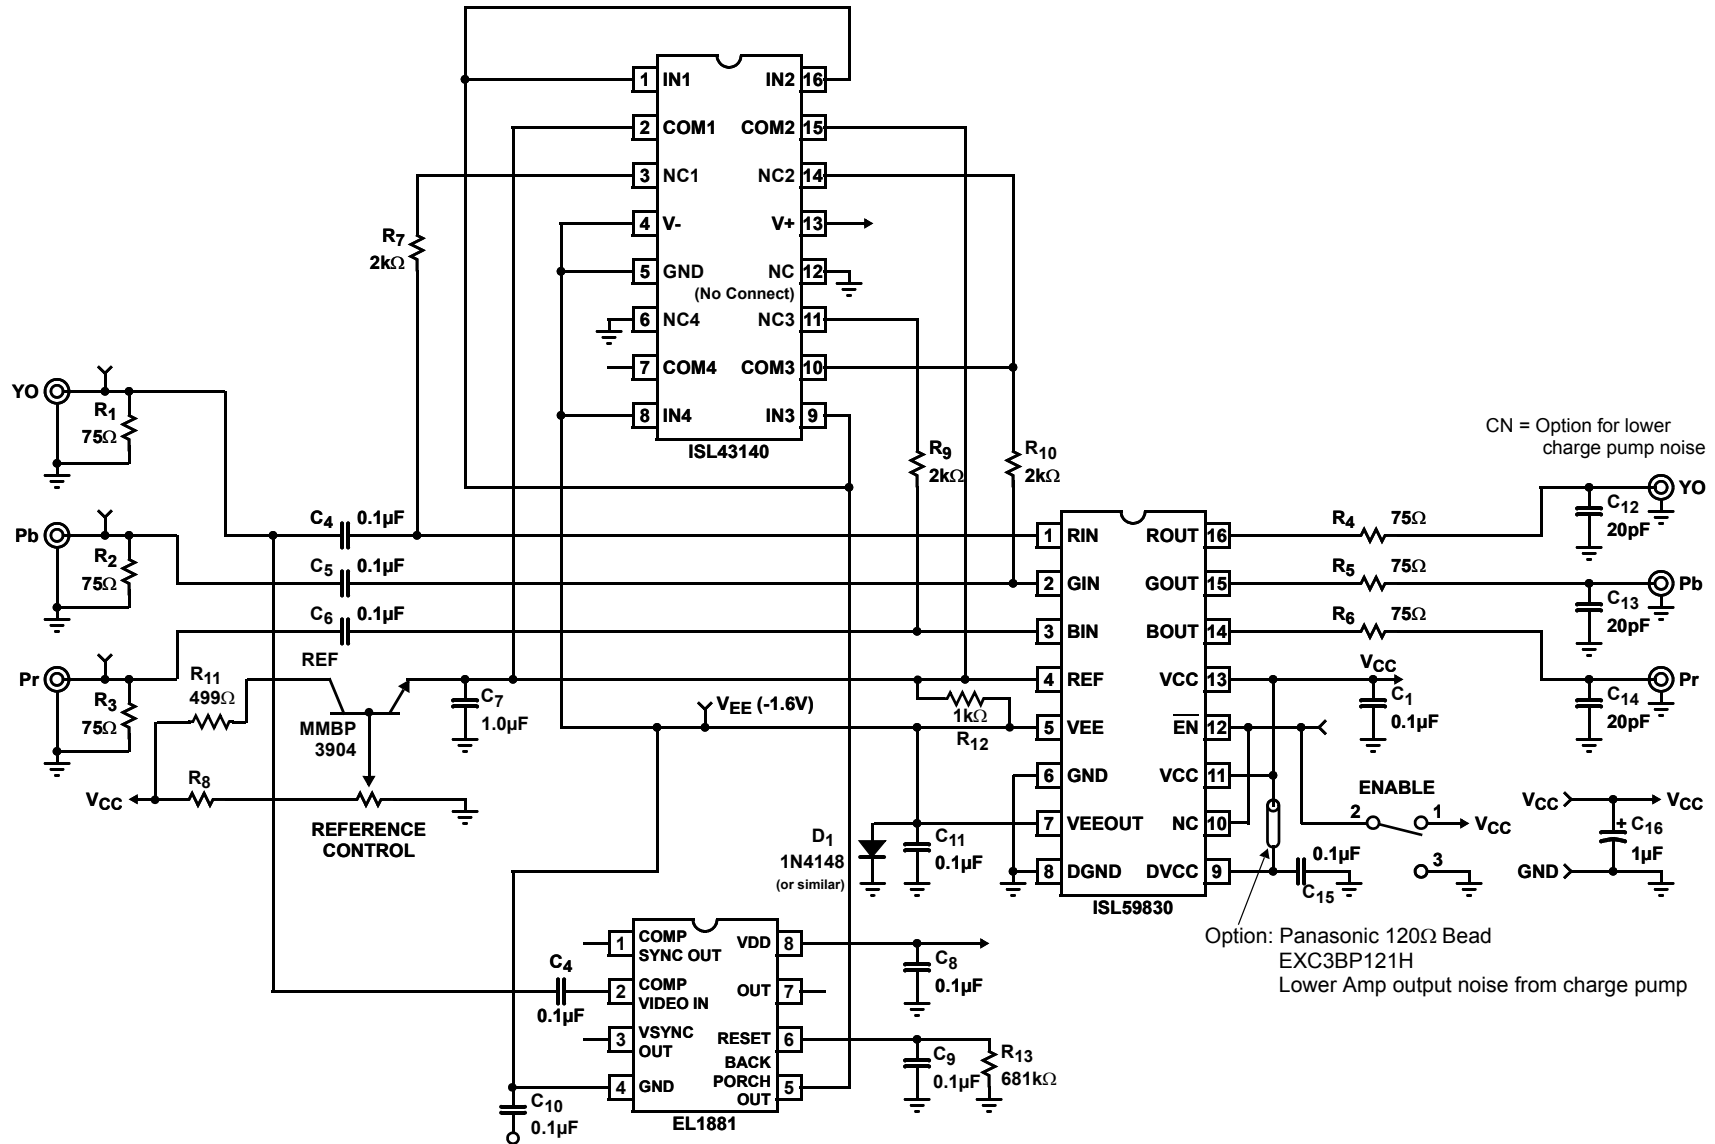 1 IN1 IN2 16
2 COM1 COM2 15
3 NC1 NC2 14
4 V- V+ 13
5 GND NC 12
(No Connect)
6 NC4 NC3 11
7 COM4 COM3 10
8 IN4 IN3 9
ISL43140
R7
2kΩ
YO
R1
75Ω
Pb
R2
75Ω
Pr
R3
75Ω
C4 0.1µF
C5 0.1µF
C6 0.1µF
REF
R11
499Ω
MMBP
3904
C7
1.0µF
R8
VCC
REFERENCE
CONTROL
VEE (-1.6V)
1kΩ
R12
R9
2kΩ
R10
2kΩ
D1
1N4148
(or similar)
C11
0.1µF
1 RIN ROUT 16
2 GIN GOUT 15
3 BIN BOUT 14
4 REF VCC 13
5 VEE EN 12
6 GND VCC 11
7 VEEOUT NC 10
8 DGND DVCC 9
ISL59830
CN = Option for lower
charge pump noise
R4 75Ω
R5 75Ω
R6 75Ω
C12
20pF
YO
C13
20pF
Pb
C14
20pF
Pr
VCC
C1
0.1µF
ENABLE
2 1 VCC
3
0.1µF
C15
VCC VCC
+ C16
1µF
GND
Option: Panasonic 120Ω Bead
EXC3BP121H
Lower Amp output noise from charge pump
1 COMP
SYNC OUT
VDD 8
2 COMP
VIDEO IN
OUT 7
3 VSYNC
OUT
RESET 6
4 GND
BACK
PORCH
OUT
5
EL1881
C4
0.1µF
C8
0.1µF
C9
0.1µF
R13
681kΩ
C10
0.1µF